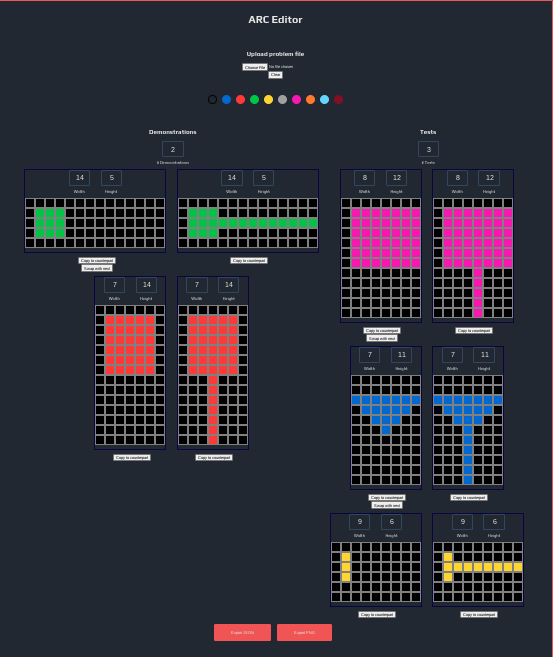 ARC Editor
Upload problem file
Choose File No file chosen
Clear
Demonstrations
2
# Demonstrations
14 5
Width Height
14 5
Width Height
Copy to counterpart
Swap with next
Copy to counterpart
7 14
Width Height
7 14
Width Height
Copy to counterpart
Copy to counterpart
Tests
3
# Tests
8 12
Width Height
8 12
Width Height
Copy to counterpart
Swap with next
Copy to counterpart
7 11
Width Height
7 11
Width Height
Copy to counterpart
Swap with next
Copy to counterpart
9 6
Width Height
9 6
Width Height
Copy to counterpart
Copy to counterpart
Export JSON
Export PNG